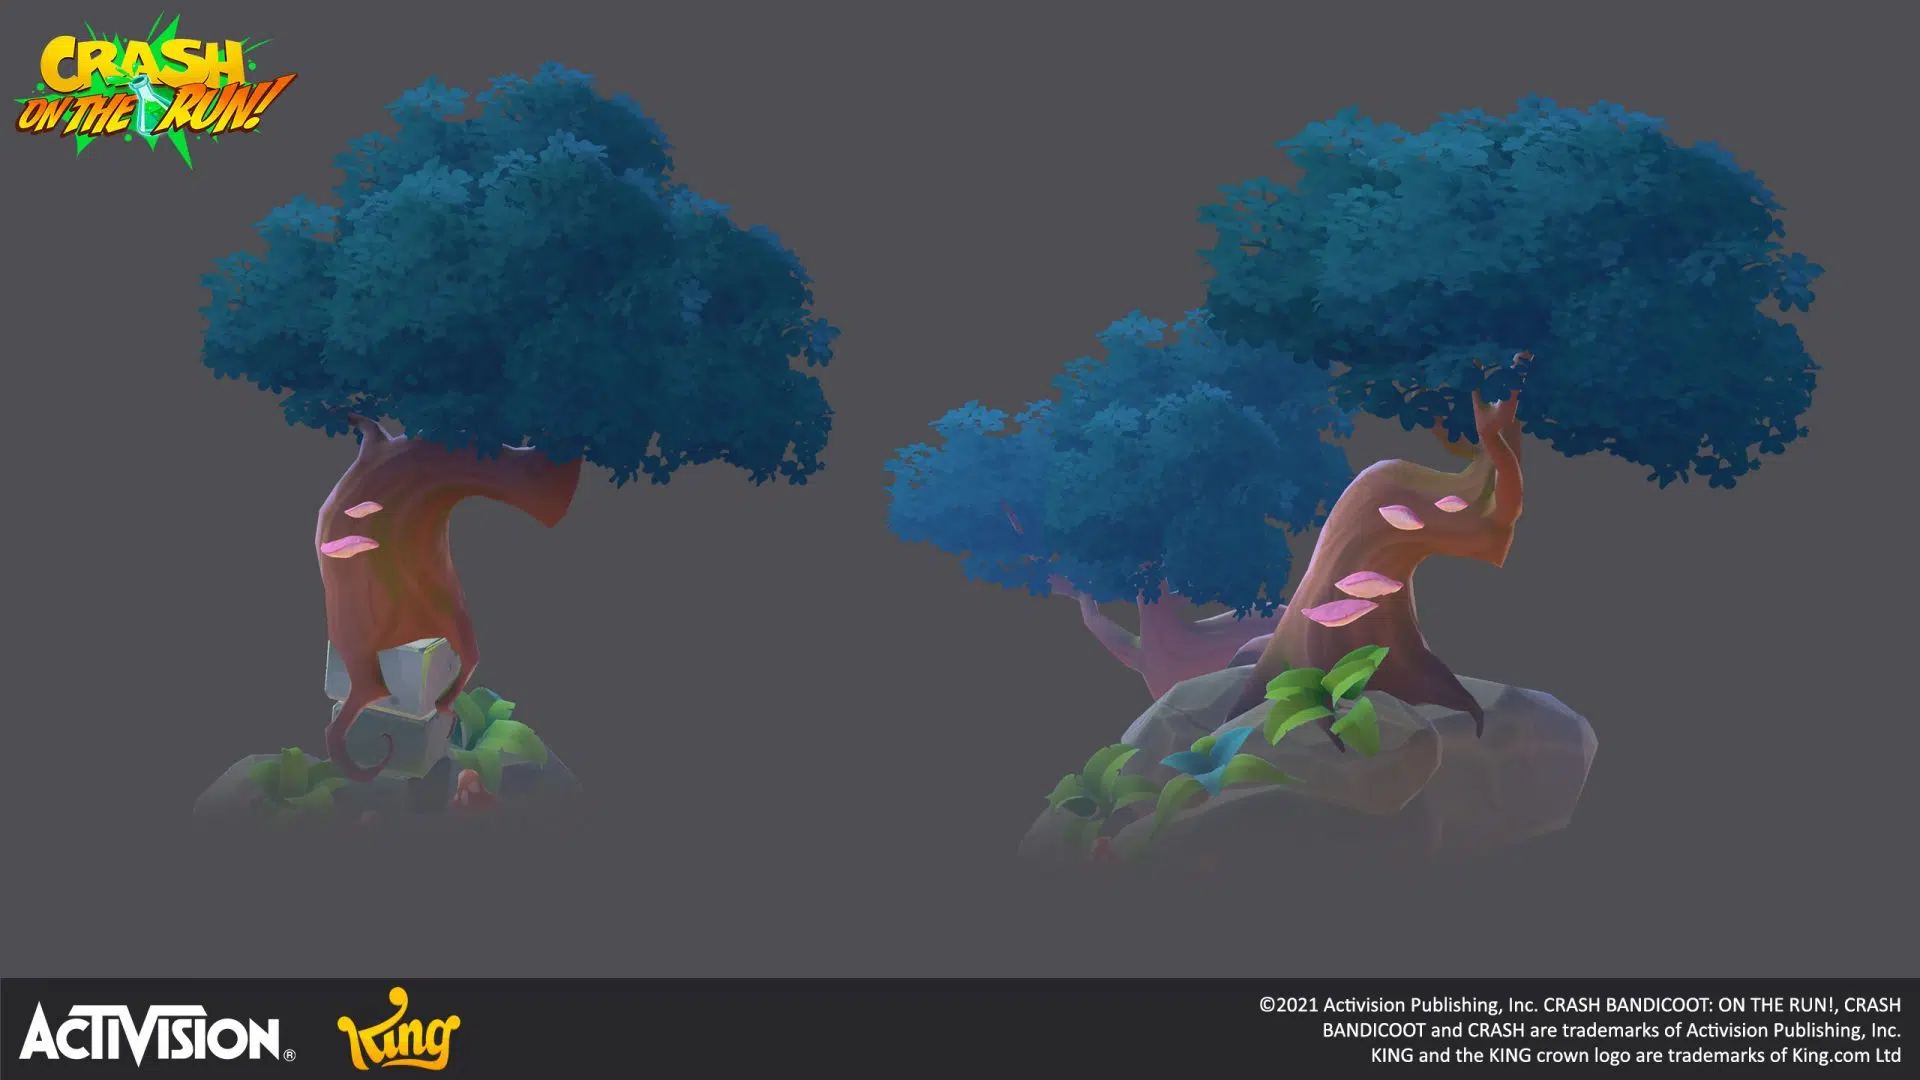 CRASH
ON THE RUN!
ACTIVISION®
King
©2021 Activision Publishing, Inc. CRASH BANDICOOT: ON THE RUN!, CRASH
BANDICOOT and CRASH are trademarks of Activision Publishing, Inc.
KING and the KING crown logo are trademarks of King.com Ltd